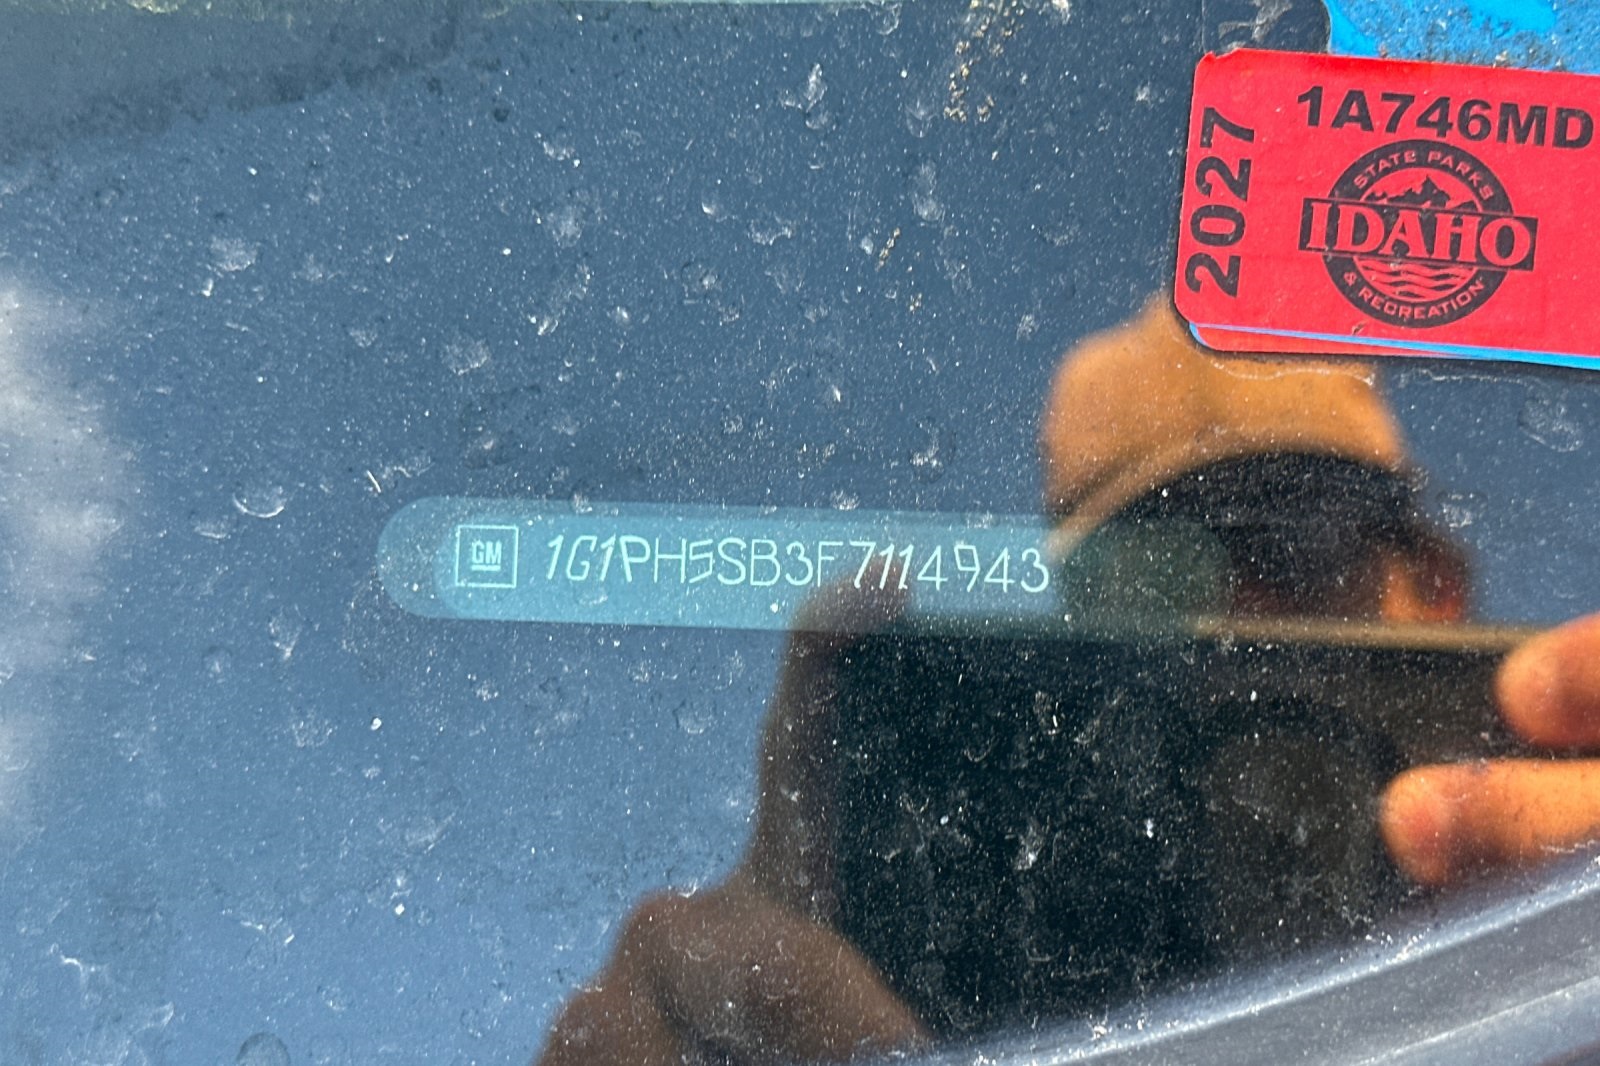 1A746MD
2027
STATE PARKS
IDAHO
& RECREATION
GM 1G1PH5SB3F7114943